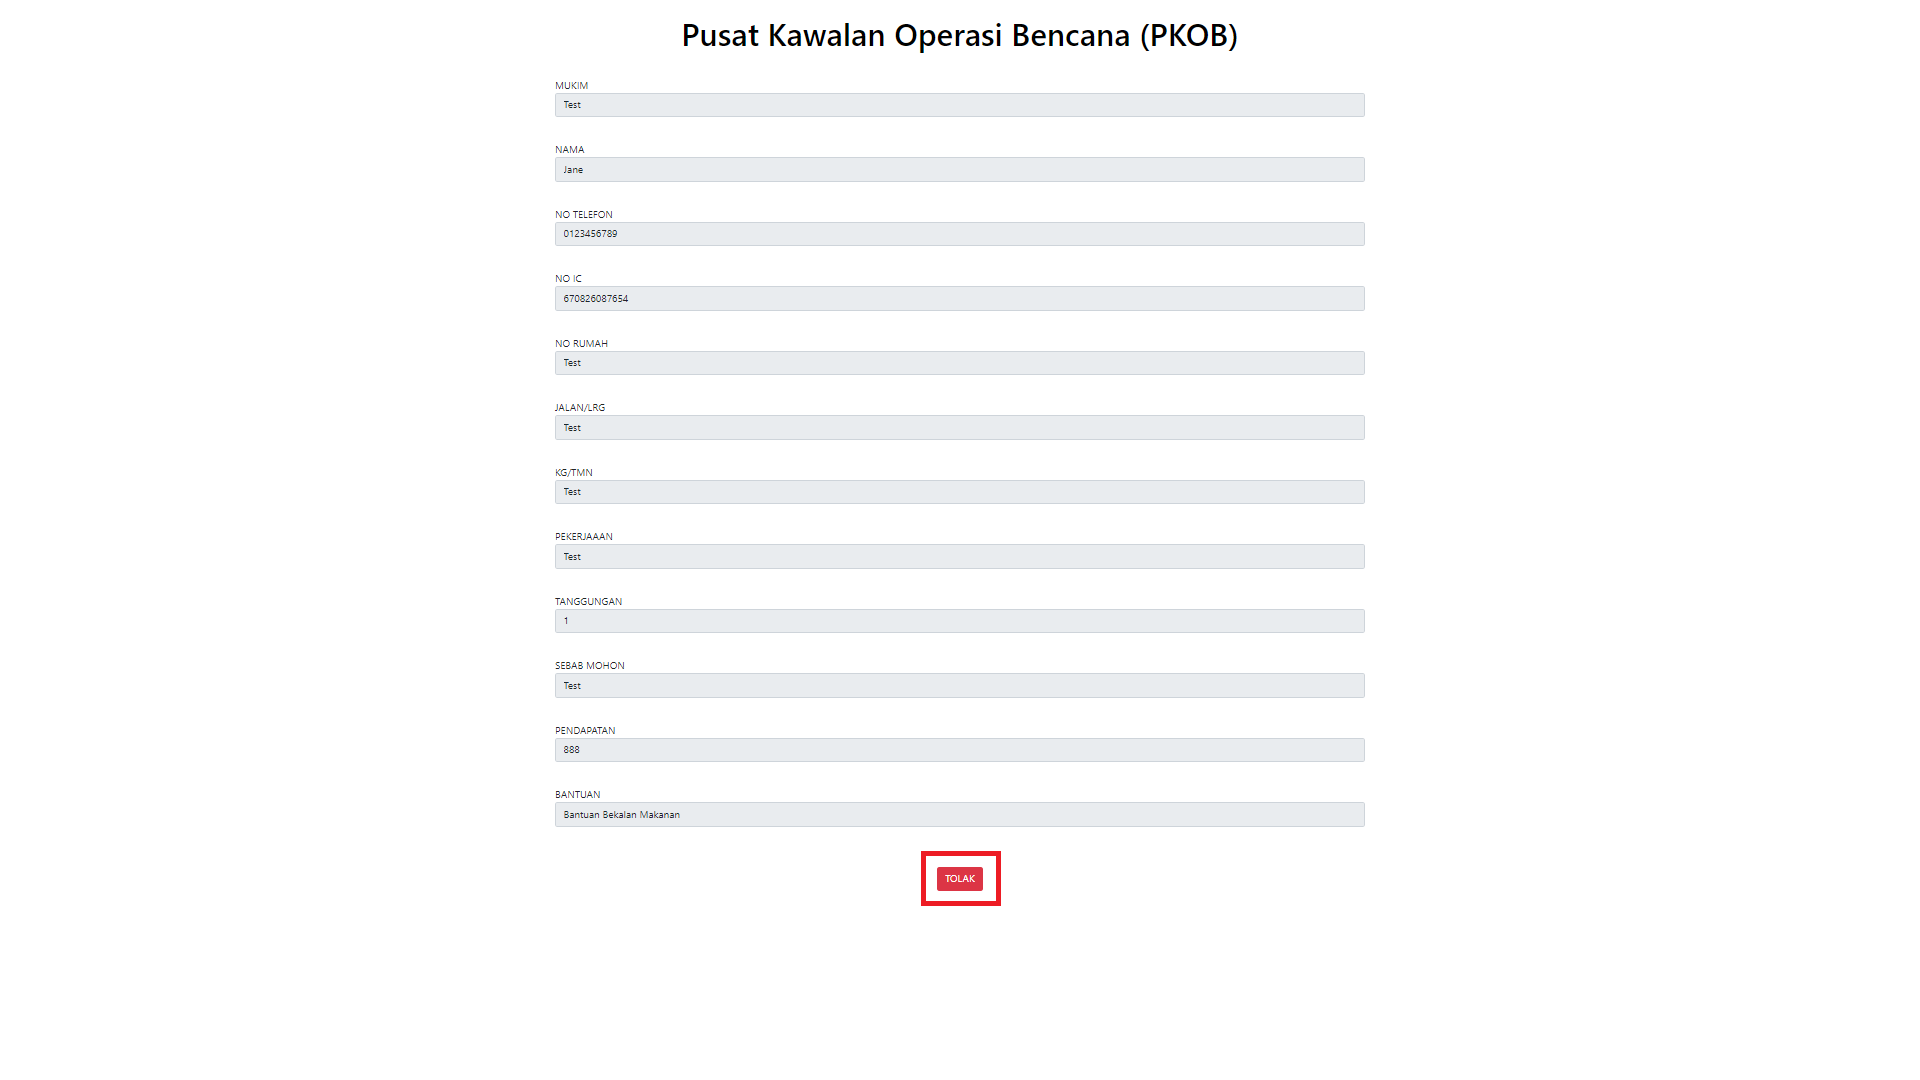 Pusat Kawalan Operasi Bencana (PKOB)
MUKIM
Test
NAMA
Jane
NO TELEFON
0123456789
NO IC
670826087654
NO RUMAH
Test
JALAN/LRG
Test
KG/TMN
Test
PEKERJAAAN
Test
TANGGUNGAN
1
SEBAB MOHON
Test
PENDAPATAN
888
BANTUAN
Bantuan Bekalan Makanan
TOLAK